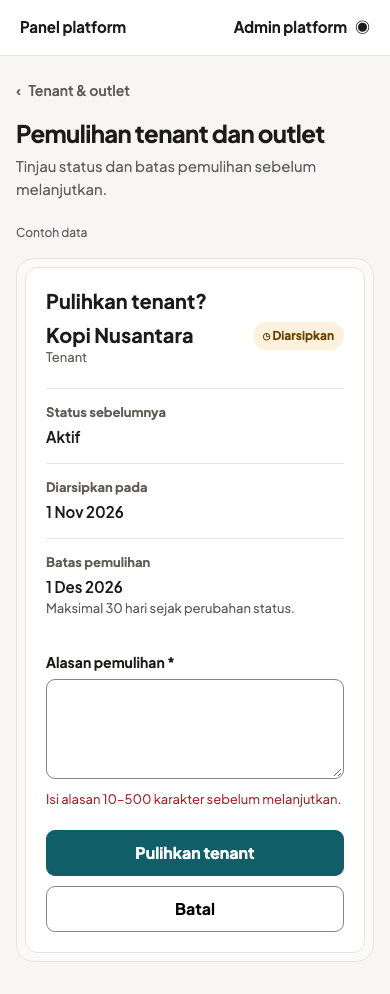 Panel platform
Admin platform
‹ Tenant & outlet
Pemulihan tenant dan outlet
Tinjau status dan batas pemulihan sebelum
melanjutkan.
Contoh data
Pulihkan tenant?
Kopi Nusantara
Diarsipkan
Tenant
Status sebelumnya
Aktif
Diarsipkan pada
1 Nov 2026
Batas pemulihan
1 Des 2026
Maksimal 30 hari sejak perubahan status.
Alasan pemulihan *
Isi alasan 10–500 karakter sebelum melanjutkan.
Pulihkan tenant
Batal